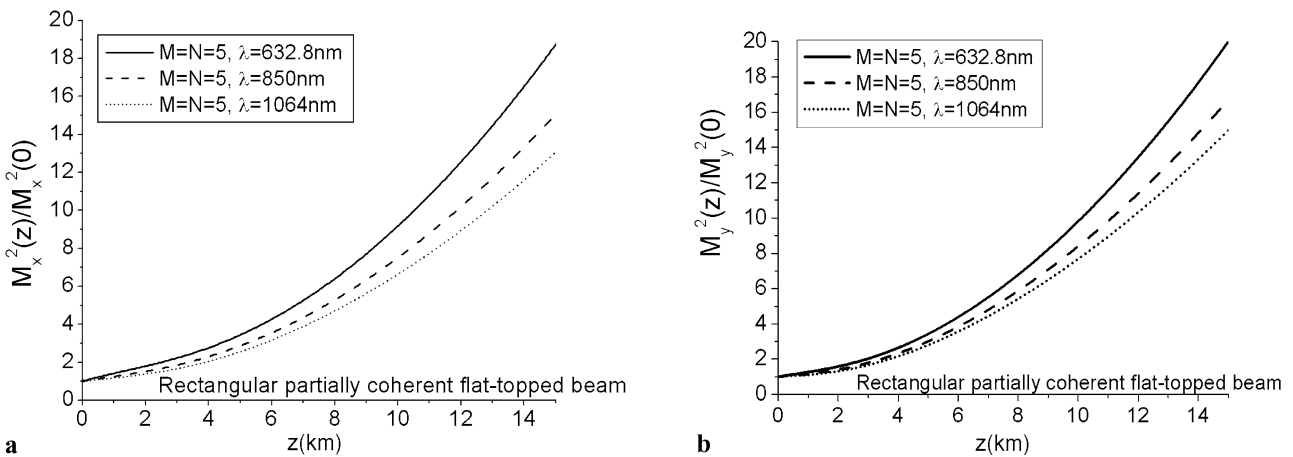 20
18
16
14
12
10
8
6
4
2
0
M=N=5, λ=632.8nm
M=N=5, λ=850nm
M=N=5, λ=1064nm
Mx²(z)/Mx²(0)
Rectangular partially coherent flat-topped beam
0 2 4 6 8 10 12 14
z(km)
a
20
18
16
14
12
10
8
6
4
2
0
M=N=5, λ=632.8nm
M=N=5, λ=850nm
M=N=5, λ=1064nm
My²(z)/My²(0)
Rectangular partially coherent flat-topped beam
0 2 4 6 8 10 12 14
z(km)
b